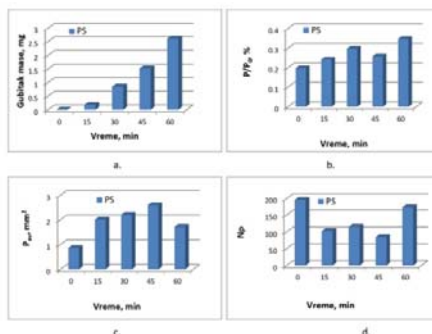 PS
Gubitak mase, mg
3
2.5
2
1.5
1
0.5
0
0 15 30 45 60
Vreme, min
a.
PS
P/P₀, %
0.4
0.3
0.2
0.1
0
0 15 30 45 60
Vreme, min
b.
PS
mm²
3
2
1
0
0 15 30 45 60
Vreme, min
c.
PS
Np
200
150
100
50
0
0 15 30 45 60
Vreme, min
d.